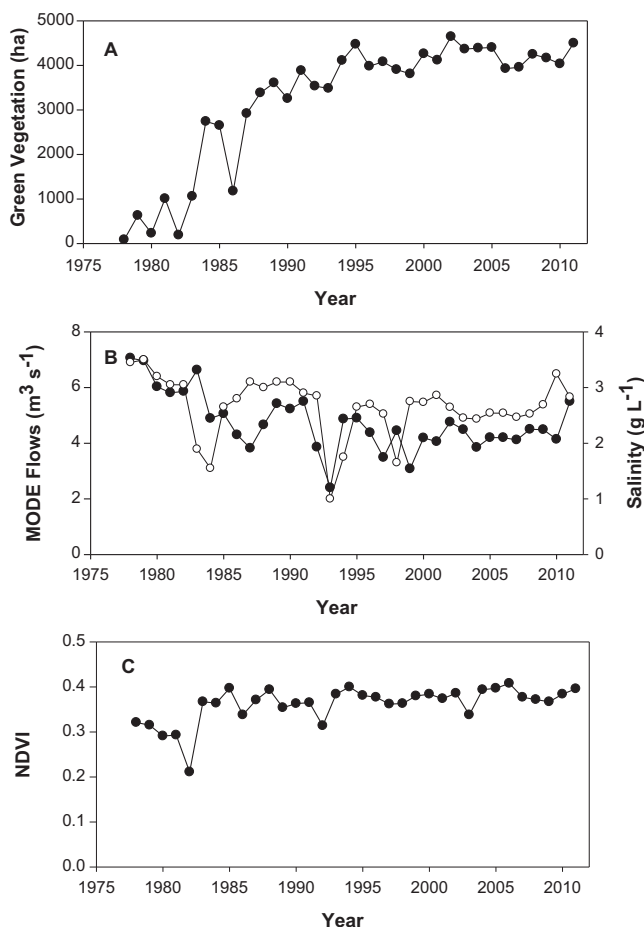 5000
4000
3000
2000
1000
0
A
Green Vegetation (ha)
1975 1980 1985 1990 1995 2000 2005 2010
Year
8
6
4
2
0
B
MODE Flows (m³ s⁻¹)
4
3
2
1
0
Salinity (g L⁻¹)
1975 1980 1985 1990 1995 2000 2005 2010
Year
0.5
0.4
0.3
0.2
0.1
0.0
C
NDVI
1975 1980 1985 1990 1995 2000 2005 2010
Year